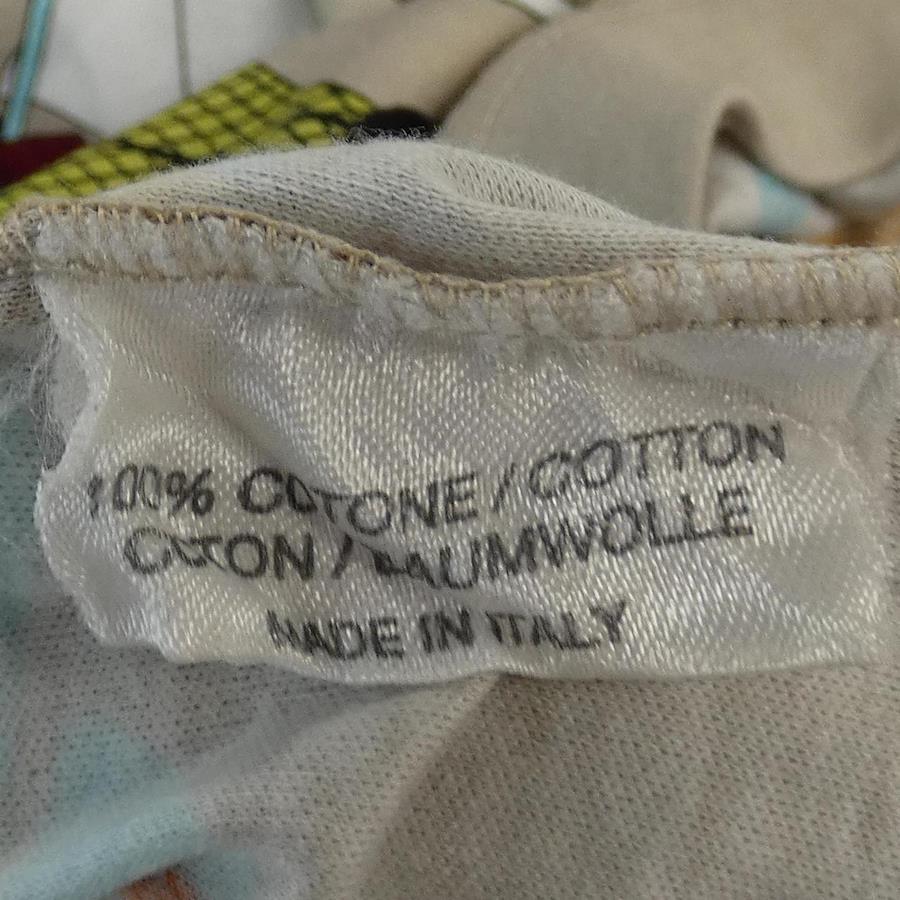 100% COTONE / COTTON
COTON / BAUMWOLLE
MADE IN ITALY